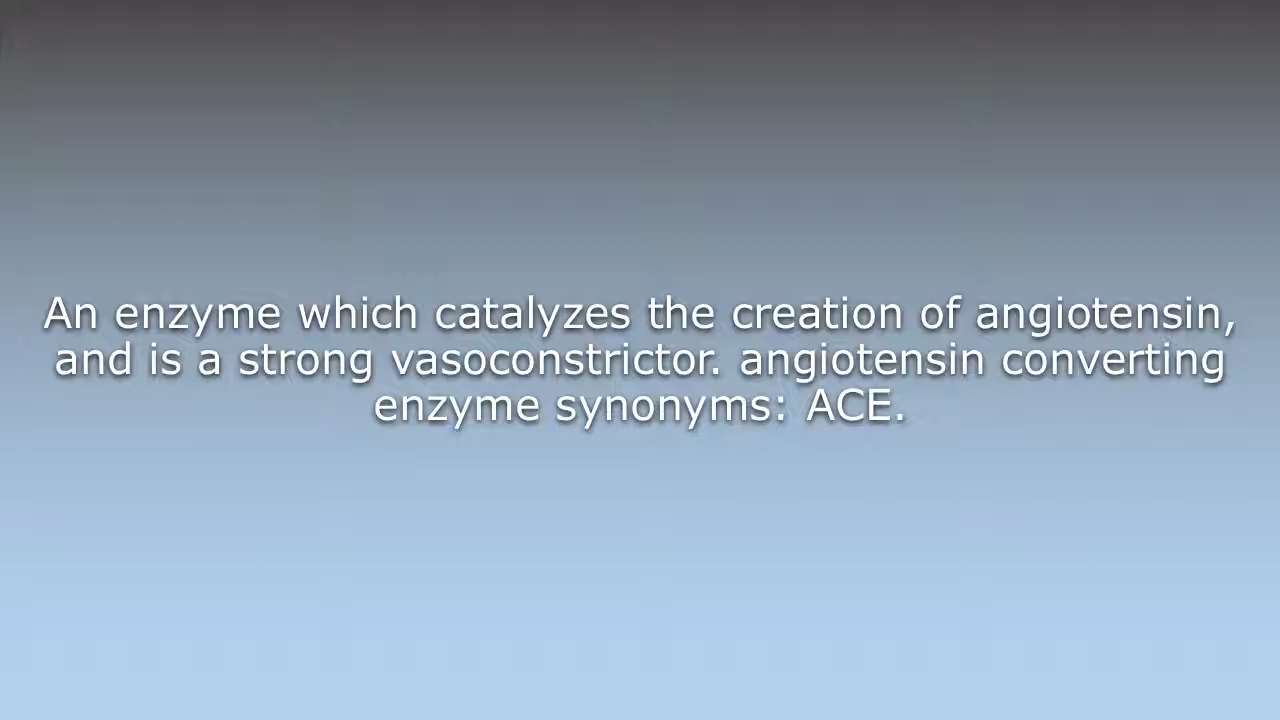 An enzyme which catalyzes the creation of angiotensin,
and is a strong vasoconstrictor. angiotensin converting
enzyme synonyms: ACE.